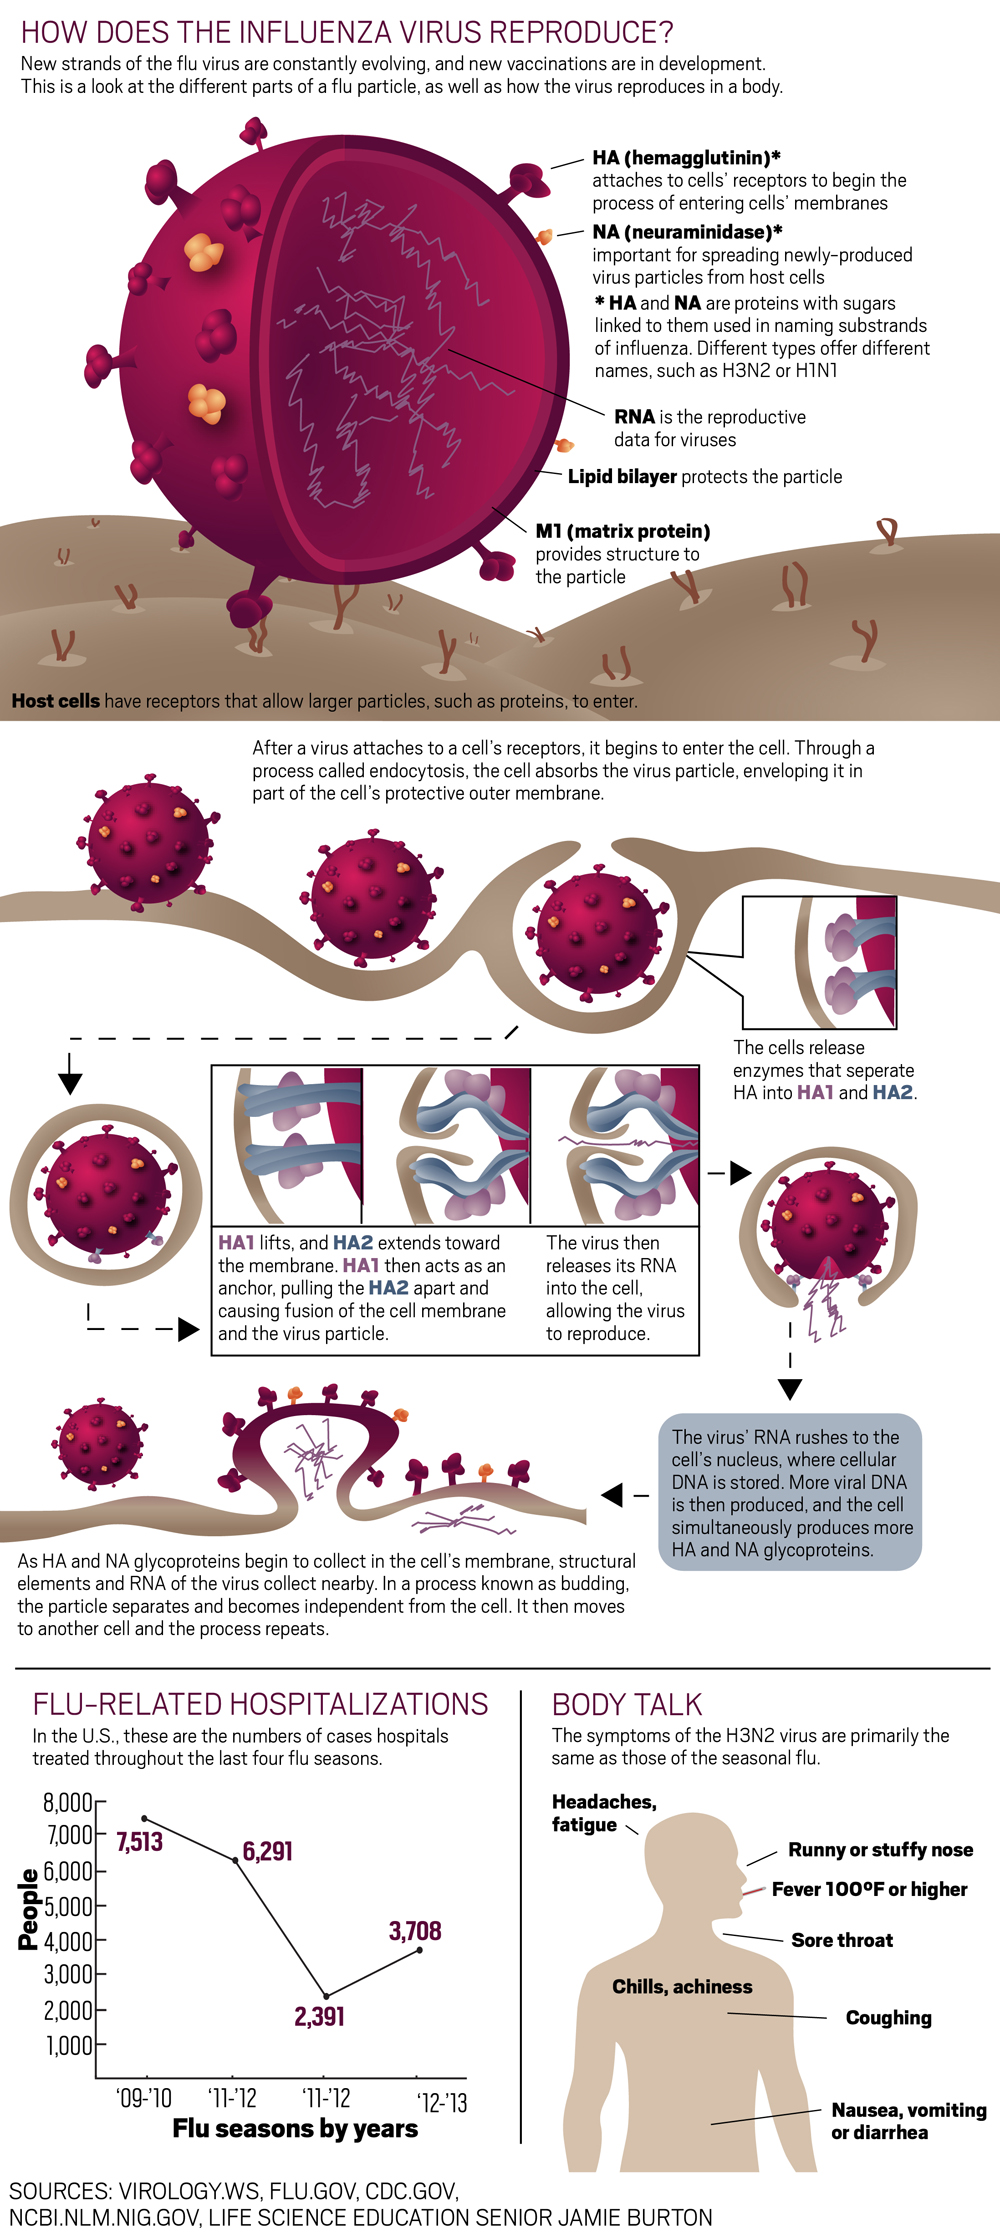 HOW DOES THE INFLUENZA VIRUS REPRODUCE?
New strands of the flu virus are constantly evolving, and new vaccinations are in development.
This is a look at the different parts of a flu particle, as well as how the virus reproduces in a body.
HA (hemagglutinin)*
attaches to cells' receptors to begin the
process of entering cells' membranes
NA (neuraminidase)*
important for spreading newly-produced
virus particles from host cells
* HA and NA are proteins with sugars
linked to them used in naming substrands
of influenza. Different types offer different
names, such as H3N2 or H1N1
RNA is the reproductive
data for viruses
Lipid bilayer protects the particle
M1 (matrix protein)
provides structure to
the particle
Host cells have receptors that allow larger particles, such as proteins, to enter.
After a virus attaches to a cell's receptors, it begins to enter the cell. Through a
process called endocytosis, the cell absorbs the virus particle, enveloping it in
part of the cell's protective outer membrane.
The cells release
enzymes that seperate
HA into HA1 and HA2.
HA1 lifts, and HA2 extends toward
the membrane. HA1 then acts as an
anchor, pulling the HA2 apart and
causing fusion of the cell membrane
and the virus particle.
The virus then
releases its RNA
into the cell,
allowing the virus
to reproduce.
The virus' RNA rushes to the
cell's nucleus, where cellular
DNA is stored. More viral DNA
is then produced, and the cell
simultaneously produces more
HA and NA glycoproteins.
As HA and NA glycoproteins begin to collect in the cell's membrane, structural
elements and RNA of the virus collect nearby. In a process known as budding,
the particle separates and becomes independent from the cell. It then moves
to another cell and the process repeats.
FLU-RELATED HOSPITALIZATIONS
In the U.S., these are the numbers of cases hospitals
treated throughout the last four flu seasons.
8,000
7,000
6,000
5,000
4,000
3,000
2,000
1,000
People
7,513
6,291
2,391
3,708
'09-'10
'11-'12
'11-'12
'12-'13
Flu seasons by years
BODY TALK
The symptoms of the H3N2 virus are primarily the
same as those of the seasonal flu.
Headaches,
fatigue
Runny or stuffy nose
Fever 100ºF or higher
Sore throat
Chills, achiness
Coughing
Nausea, vomiting
or diarrhea
SOURCES: VIROLOGY.WS, FLU.GOV, CDC.GOV,
NCBI.NLM.NIG.GOV, LIFE SCIENCE EDUCATION SENIOR JAMIE BURTON